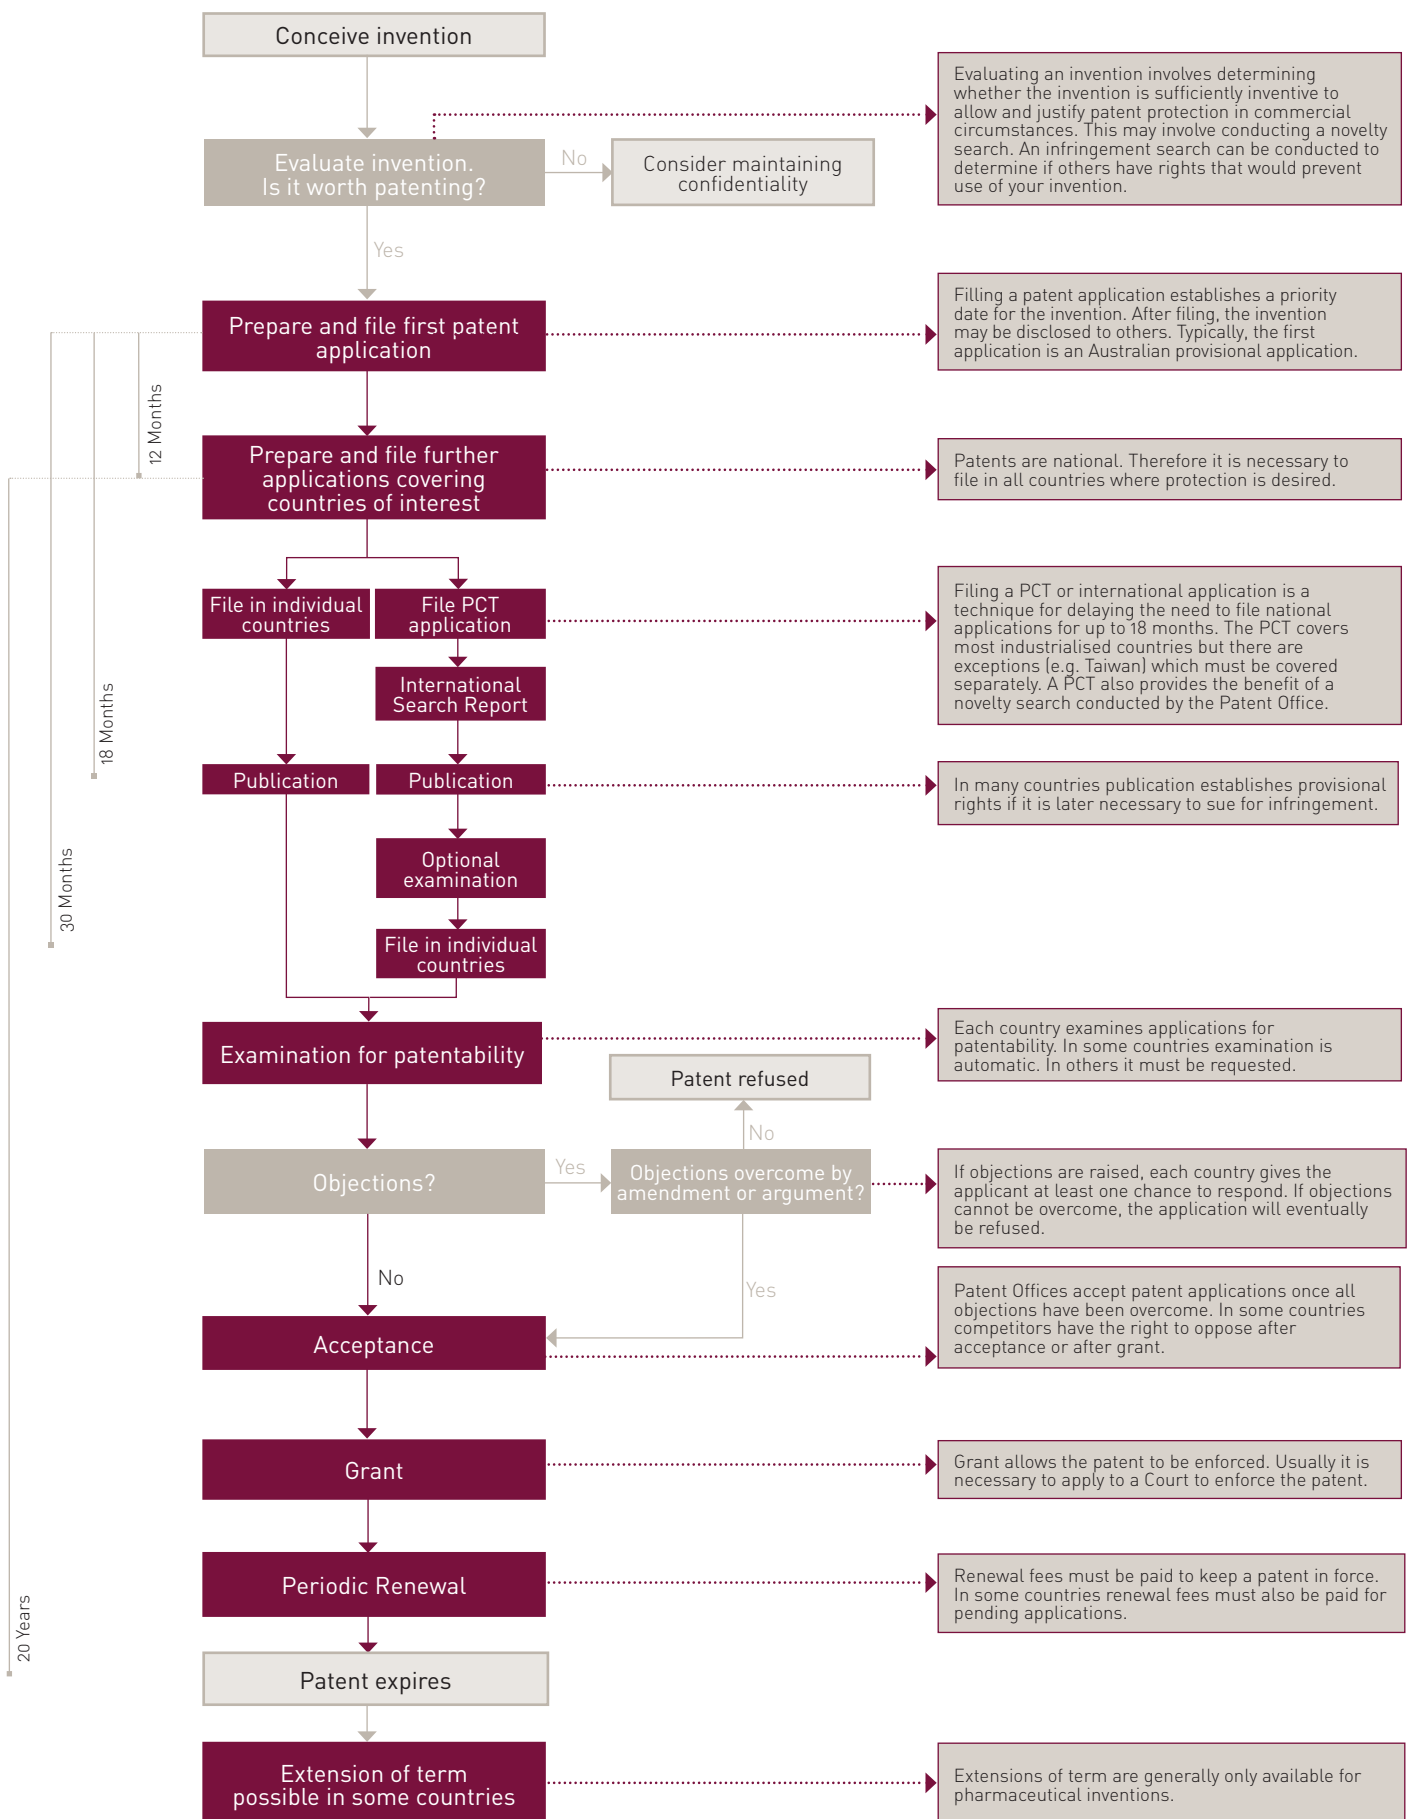 Conceive invention
Evaluating an invention involves determining
whether the invention is sufficiently inventive to
allow and justify patent protection in commercial
circumstances. This may involve conducting a novelty
search. An infringement search can be conducted to
determine if others have rights that would prevent
use of your invention.
Evaluate invention.
Is it worth patenting?
No
Consider maintaining
confidentiality
Yes
Prepare and file first patent
application
Filling a patent application establishes a priority
date for the invention. After filing, the invention
may be disclosed to others. Typically, the first
application is an Australian provisional application.
12 Months
Prepare and file further
applications covering
countries of interest
Patents are national. Therefore it is necessary to
file in all countries where protection is desired.
File in individual
countries
File PCT
application
Filing a PCT or international application is a
technique for delaying the need to file national
applications for up to 18 months. The PCT covers
most industrialised countries but there are
exceptions (e.g. Taiwan) which must be covered
separately. A PCT also provides the benefit of a
novelty search conducted by the Patent Office.
International
Search Report
18 Months
Publication
Publication
In many countries publication establishes provisional
rights if it is later necessary to sue for infringement.
Optional
examination
30 Months
File in individual
countries
Examination for patentability
Each country examines applications for
patentability. In some countries examination is
automatic. In others it must be requested.
Patent refused
No
Objections?
Yes
Objections overcome by
amendment or argument?
If objections are raised, each country gives the
applicant at least one chance to respond. If objections
cannot be overcome, the application will eventually
be refused.
No
Yes
Acceptance
Patent Offices accept patent applications once all
objections have been overcome. In some countries
competitors have the right to oppose after
acceptance or after grant.
Grant
Grant allows the patent to be enforced. Usually it is
necessary to apply to a Court to enforce the patent.
Periodic Renewal
Renewal fees must be paid to keep a patent in force.
In some countries renewal fees must also be paid for
pending applications.
20 Years
Patent expires
Extension of term
possible in some countries
Extensions of term are generally only available for
pharmaceutical inventions.